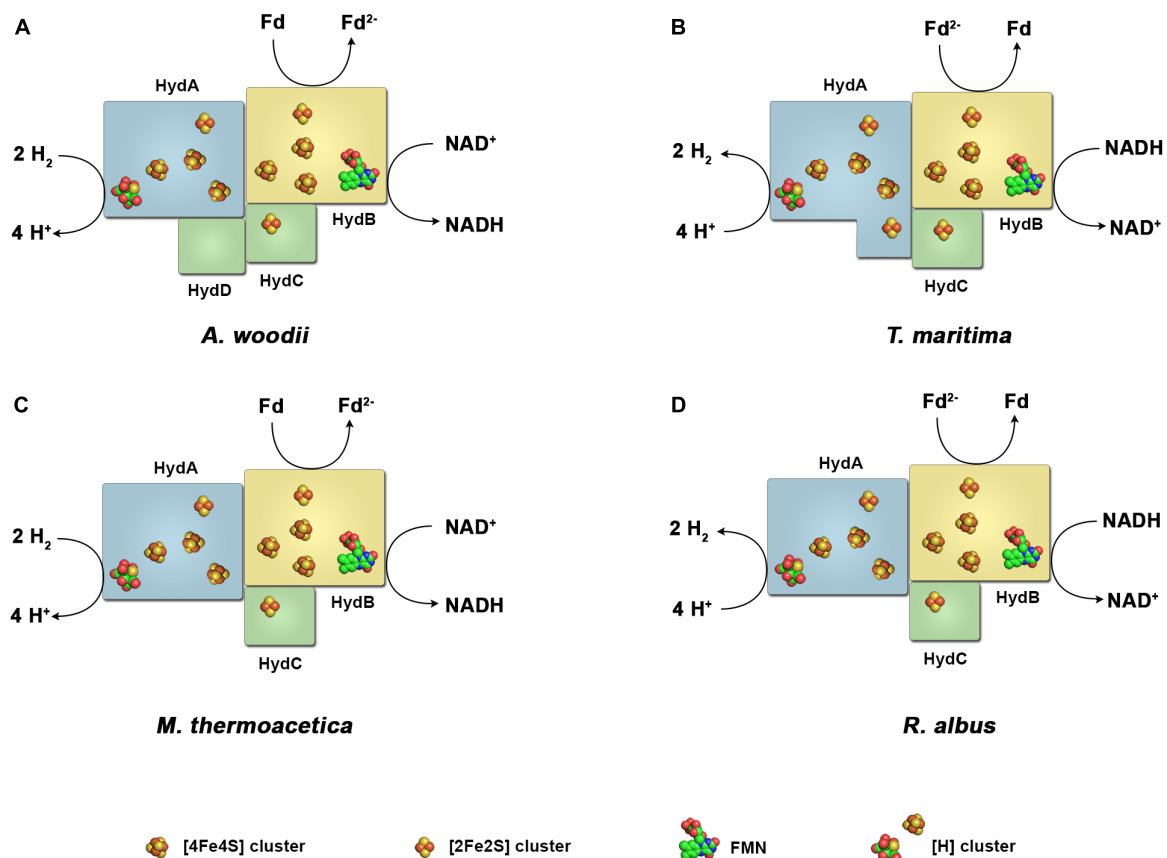 A
Fd Fd²⁻
HydA
2 H₂
NAD⁺
4 H⁺
HydB
NADH
HydD
HydC
A. woodii
B
Fd²⁻ Fd
HydA
2 H₂
NADH
4 H⁺
HydB
NAD⁺
HydC
T. maritima
C
Fd Fd²⁻
HydA
2 H₂
NAD⁺
4 H⁺
HydB
NADH
HydC
M. thermoacetica
D
Fd²⁻ Fd
HydA
2 H₂
NADH
4 H⁺
HydB
NAD⁺
HydC
R. albus
[4Fe4S] cluster
[2Fe2S] cluster
FMN
[H] cluster